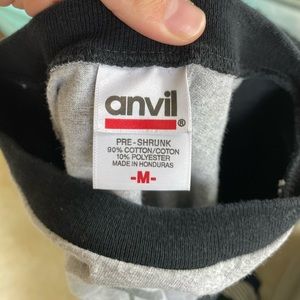 anvil
®
PRE-SHRUNK
90% COTTON/COTON
10% POLYESTER
MADE IN HONDURAS
-M-